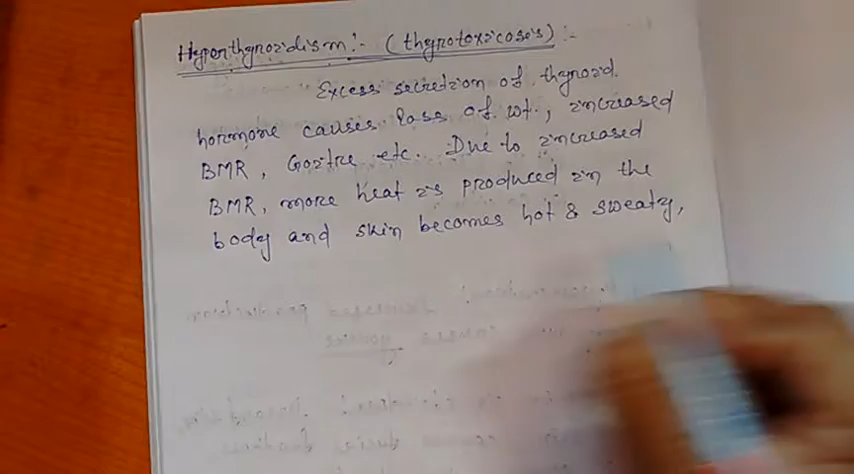 Hyperthyroidism:- (thyrotoxicosis):-
Excess secretion of thyroid
hormone causes loss of wt., increased
BMR, Goitre etc. Due to increased
BMR, more heat is produced in the
body and skin becomes hot & sweaty,